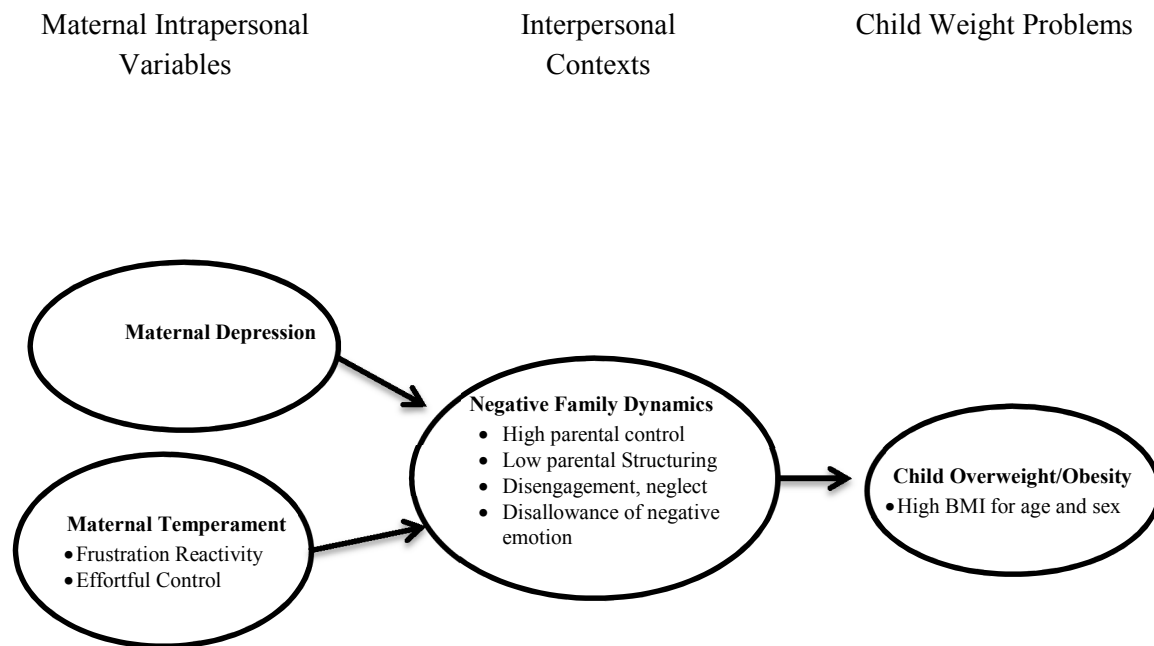 Maternal Intrapersonal
Variables
Interpersonal
Contexts
Child Weight Problems
Maternal Depression
Maternal Temperament
•Frustration Reactivity
•Effortful Control
Negative Family Dynamics
• High parental control
• Low parental Structuring
• Disengagement, neglect
• Disallowance of negative
emotion
Child Overweight/Obesity
•High BMI for age and sex